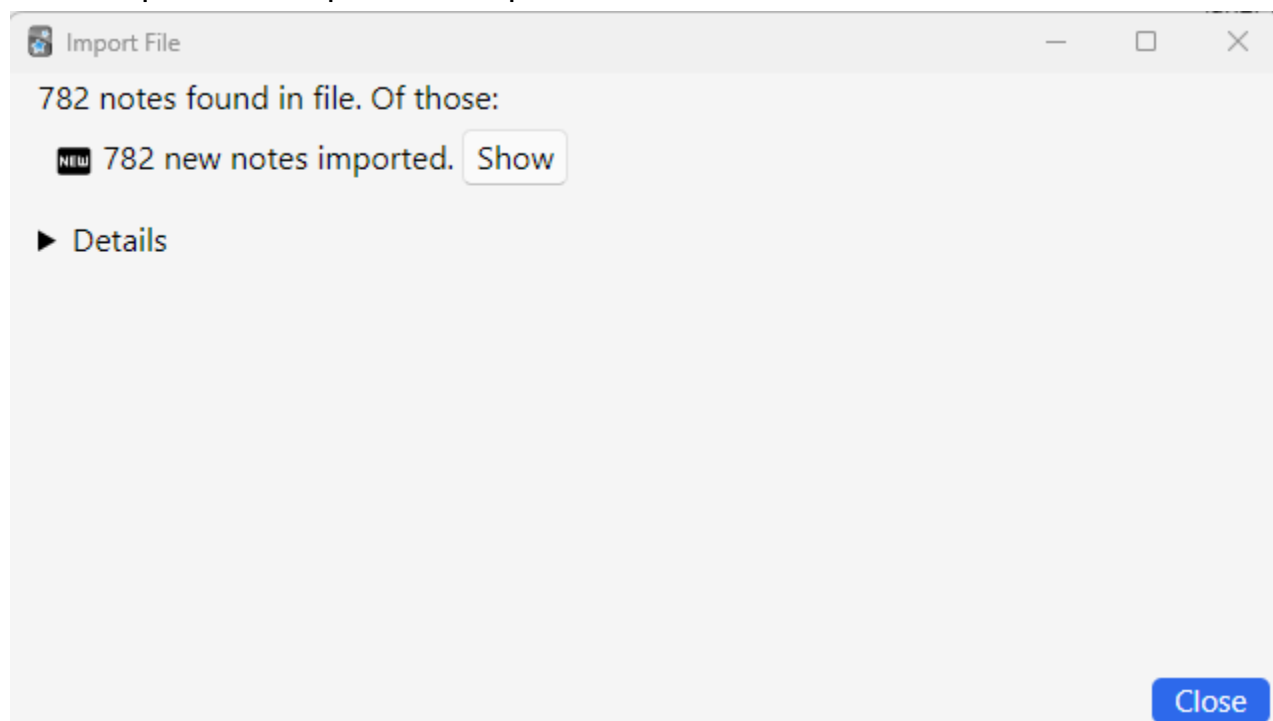 Import File
782 notes found in file. Of those:
NEW 782 new notes imported. Show
Details
Close